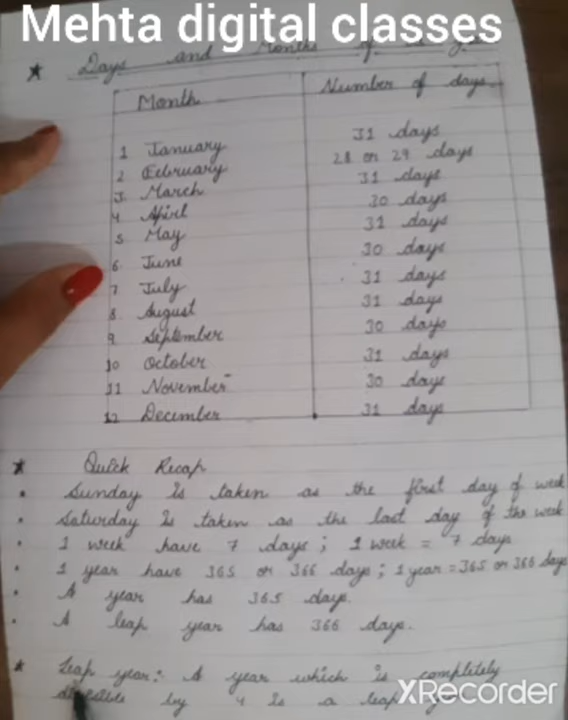 Mehta digital classes
* Days and Months of a
Month Number of days
1 January 31 days
2 February 28 or 29 days
3. March 31 days
4 April 30 days
5 May 31 days
6. June 30 days
7 July 31 days
8. August 31 days
9. September 30 days
10 October 31 days
11 November 30 days
12 December 31 days
* Quick Recap
• Sunday is taken as the first day of week
• Saturday is taken as the last day of the week
• 1 week have 7 days ; 1 week = 7 days
• 1 year have 365 or 366 days ; 1 year = 365 or 366 days
• A year has 365 days.
• A leap year has 366 days.
* Leap year:- A year which is completely
by 4 is a leap
XRecorder